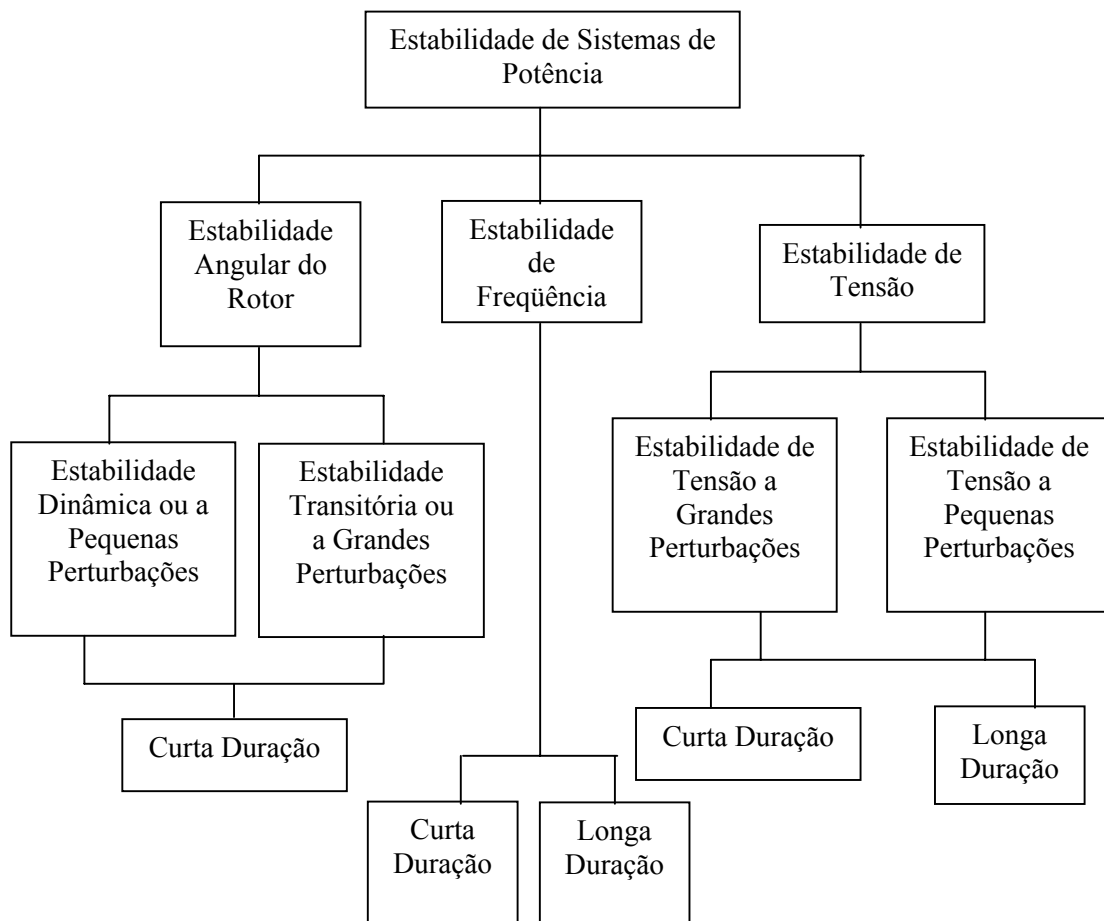 Estabilidade de Sistemas de
Potência
Estabilidade
Angular do
Rotor
Estabilidade
de
Freqüência
Estabilidade de
Tensão
Estabilidade
Dinâmica ou a
Pequenas
Perturbações
Estabilidade
Transitória ou
a Grandes
Perturbações
Estabilidade de
Tensão a
Grandes
Perturbações
Estabilidade de
Tensão a
Pequenas
Perturbações
Curta Duração
Curta
Duração
Longa
Duração
Curta Duração
Longa
Duração